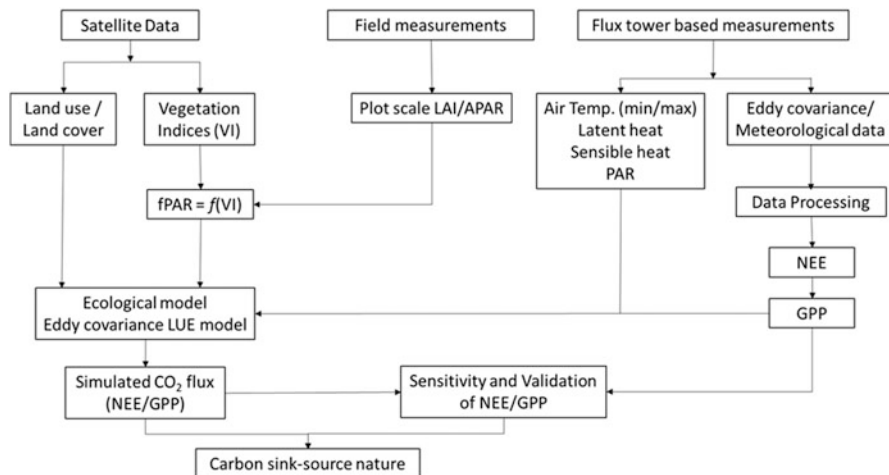 Satellite Data
Field measurements
Flux tower based measurements
Land use /
Land cover
Vegetation
Indices (VI)
Plot scale LAI/APAR
Air Temp. (min/max)
Latent heat
Sensible heat
PAR
Eddy covariance/
Meteorological data
fPAR = f(VI)
Data Processing
NEE
Ecological model
Eddy covariance LUE model
GPP
Simulated CO₂ flux
(NEE/GPP)
Sensitivity and Validation
of NEE/GPP
Carbon sink-source nature